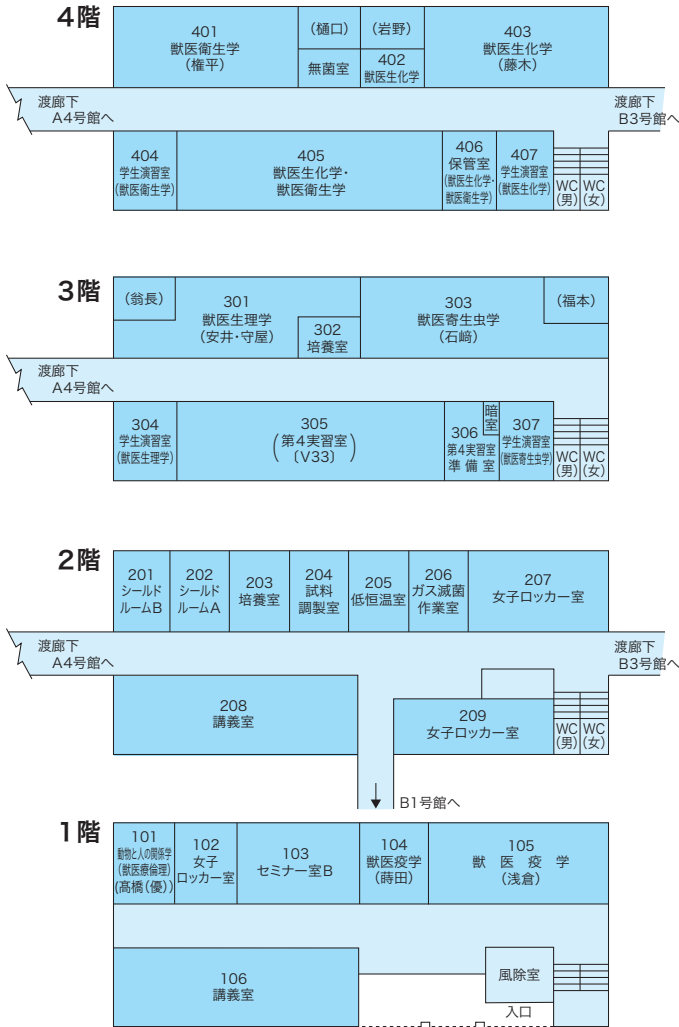 4階
401
獣医衛生学
(権平)
(樋口)
無菌室
(岩野)
402
獣医生化学
403
獣医生化学
(藤木)
渡廊下
A4号館へ
渡廊下
B3号館へ
404
学生演習室
(獣医衛生学)
405
獣医生化学・
獣医衛生学
406
保管室
(獣医生化学・
獣医衛生学)
407
学生演習室
(獣医生化学)
WC
(男)
WC
(女)
3階
(翁長)
301
獣医生理学
(安井・守屋)
302
培養室
303
獣医寄生虫学
(石﨑)
(福本)
渡廊下
A4号館へ
304
学生演習室
(獣医生理学)
305
(第4実習室)
〔V33〕
306
第4実習室
準備室
暗室
307
学生演習室
(獣医寄生虫学)
WC
(男)
WC
(女)
2階
201
シールド
ルームB
202
シールド
ルームA
203
培養室
204
試料
調製室
205
低恒温室
206
ガス滅菌
作業室
207
女子ロッカー室
渡廊下
A4号館へ
渡廊下
B3号館へ
208
講義室
209
女子ロッカー室
WC
(男)
WC
(女)
B1号館へ
1階
101
動物と人の関係学
(獣医療倫理)
(髙橋(優))
102
女子
ロッカー室
103
セミナー室B
104
獣医疫学
(蒔田)
105
獣医疫学
(浅倉)
106
講義室
風除室
入口